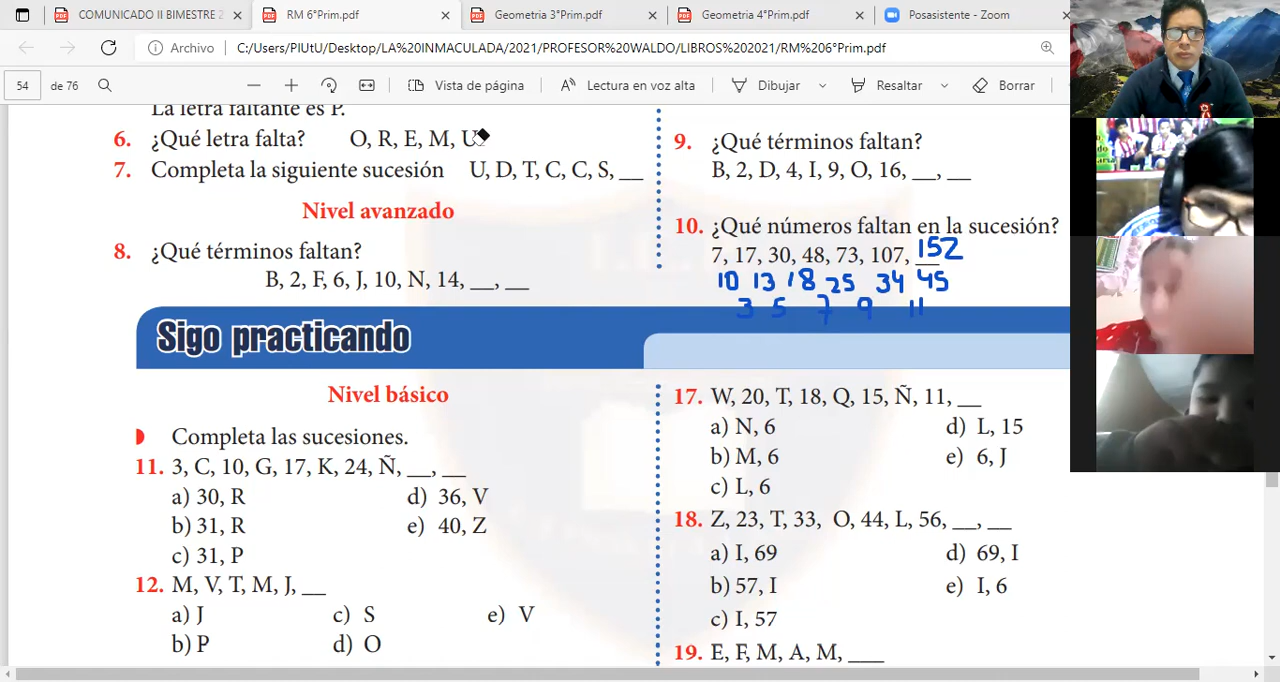 COMUNICADO II BIMESTRE 2
RM 6°Prim.pdf
Geometria 3°Prim.pdf
Geometria 4°Prim.pdf
Posasistente - Zoom
Archivo
C:/Users/PIUtU/Desktop/LA%20INMACULADA/2021/PROFESOR%20WALDO/LIBROS%202021/RM%206°Prim.pdf
54 de 76
Vista de página
Lectura en voz alta
Dibujar
Resaltar
Borrar
La letra faltante es P.
6. ¿Qué letra falta? O, R, E, M, U
7. Completa la siguiente sucesión U, D, T, C, C, S, __
Nivel avanzado
8. ¿Qué términos faltan?
B, 2, F, 6, J, 10, N, 14, __, __
9. ¿Qué términos faltan?
B, 2, D, 4, I, 9, O, 16, __, __
10. ¿Qué números faltan en la sucesión?
7, 17, 30, 48, 73, 107, 152
10 13 18 25 34 45
3 5 7 9 11
Sigo practicando
Nivel básico
Completa las sucesiones.
11. 3, C, 10, G, 17, K, 24, Ñ, __, __
a) 30, R d) 36, V
b) 31, R e) 40, Z
c) 31, P
12. M, V, T, M, J, __
a) J c) S e) V
b) P d) O
17. W, 20, T, 18, Q, 15, Ñ, 11, __
a) N, 6 d) L, 15
b) M, 6 e) 6, J
c) L, 6
18. Z, 23, T, 33, O, 44, L, 56, __, __
a) I, 69 d) 69, I
b) 57, I e) I, 6
c) I, 57
19. E, F, M, A, M, ___